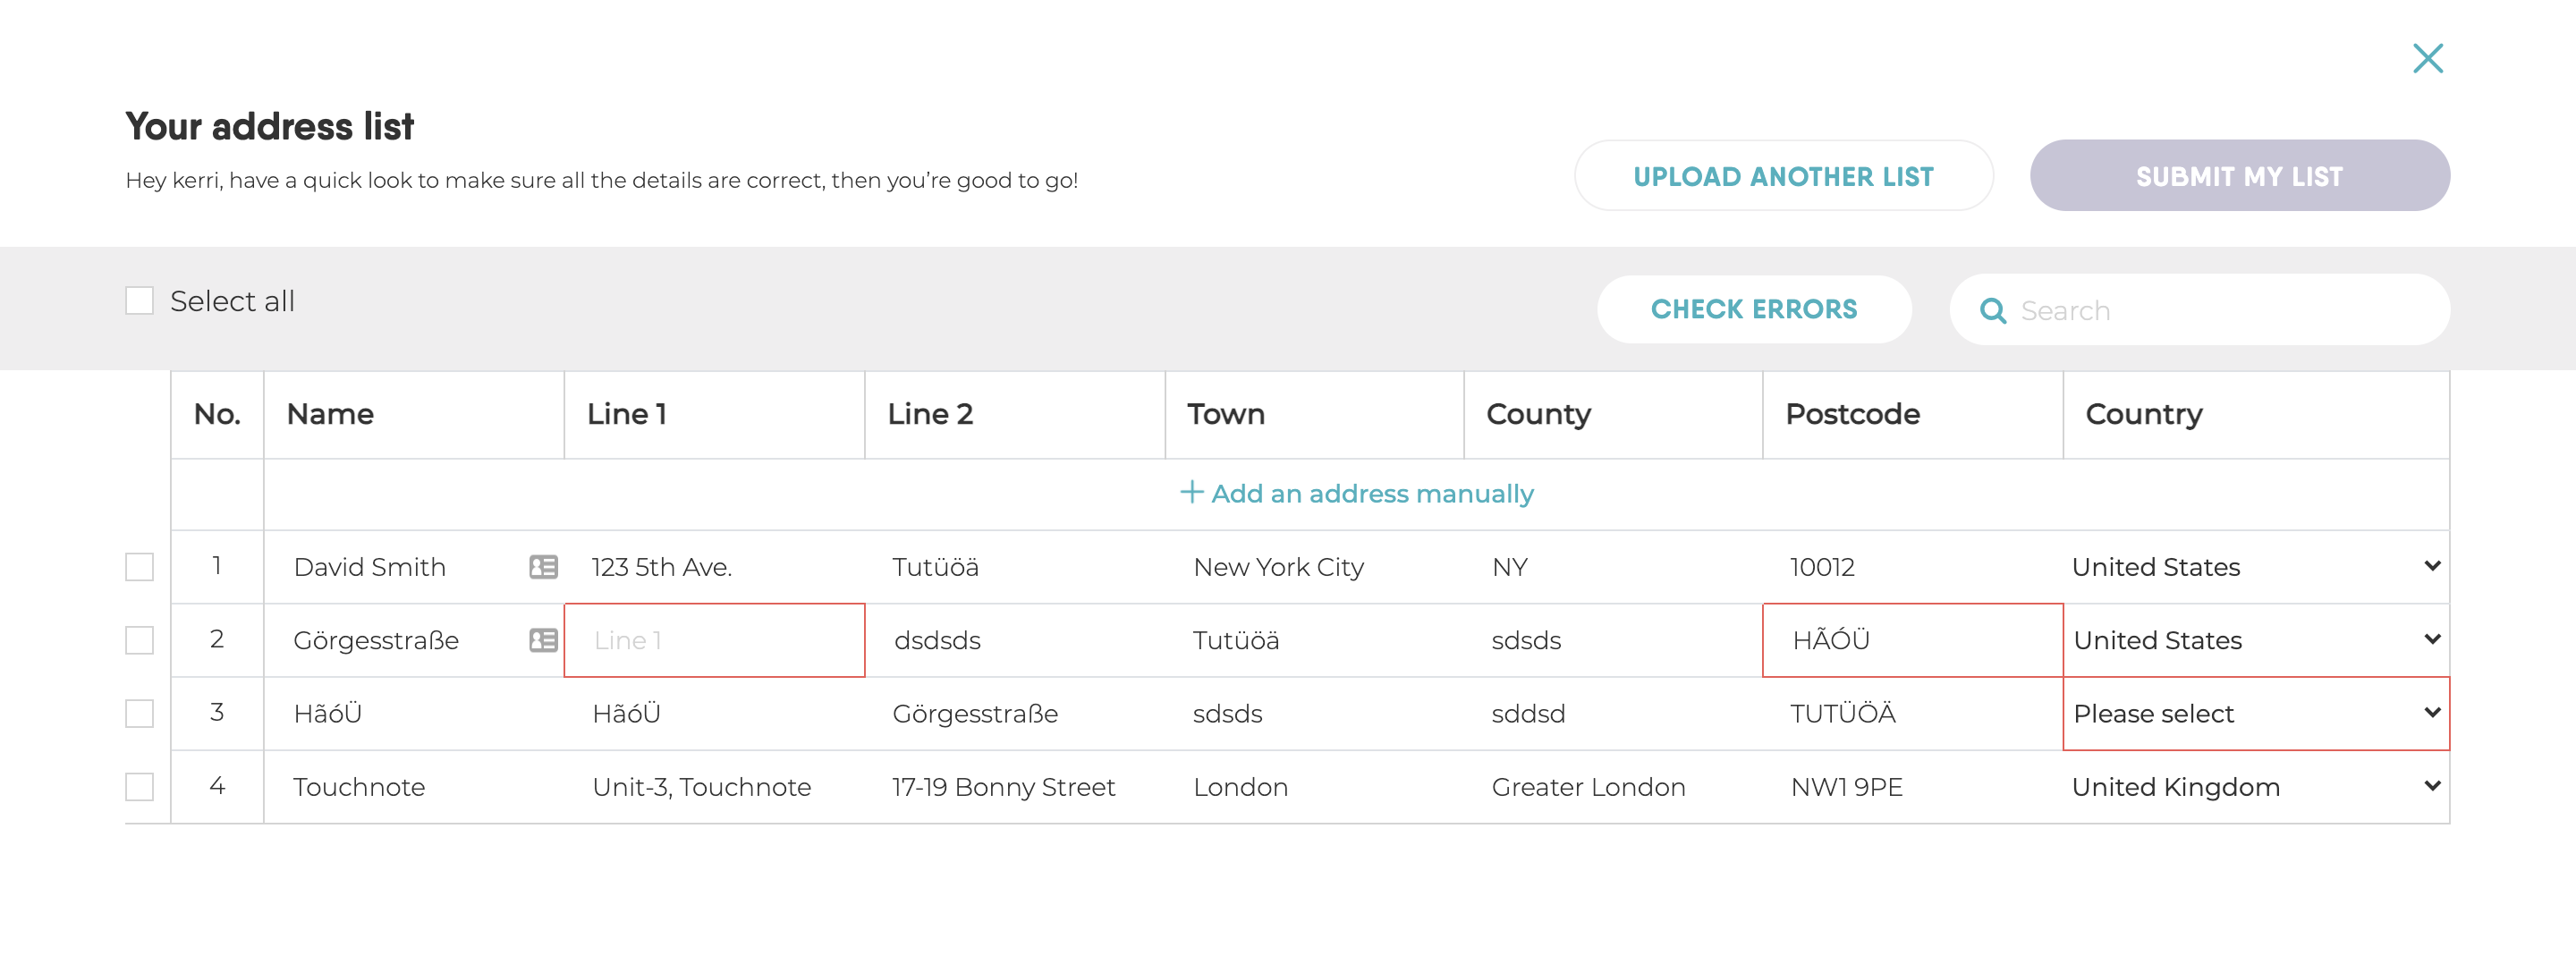 Your address list
Hey kerri, have a quick look to make sure all the details are correct, then you’re good to go!
UPLOAD ANOTHER LIST
SUBMIT MY LIST
Select all
CHECK ERRORS
Search
No. Name Line 1 Line 2 Town County Postcode Country
+ Add an address manually
1 David Smith 123 5th Ave. Tutüöä New York City NY 10012 United States
2 Görgesstraße Line 1 dsdsds Tutüöä sdsds HÃÓÜ United States
3 HãóÜ HãóÜ Görgesstraße sdsds sddsd TUTÜÖÄ Please select
4 Touchnote Unit-3, Touchnote 17-19 Bonny Street London Greater London NW1 9PE United Kingdom